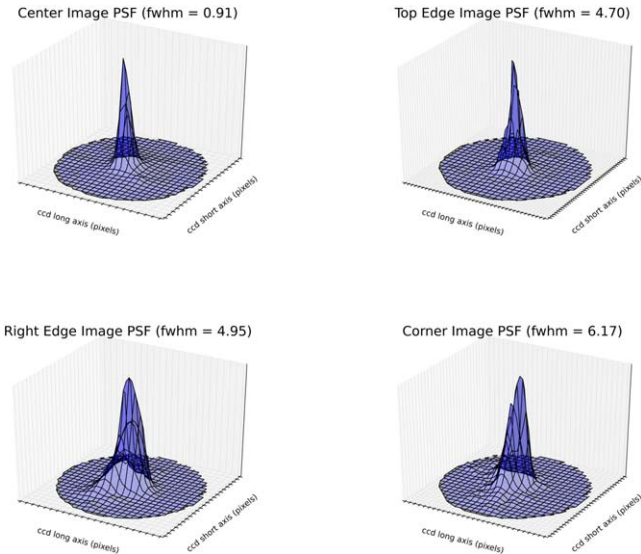 Center Image PSF (fwhm = 0.91)
ccd long axis (pixels)
ccd short axis (pixels)
Top Edge Image PSF (fwhm = 4.70)
ccd long axis (pixels)
ccd short axis (pixels)
Right Edge Image PSF (fwhm = 4.95)
ccd long axis (pixels)
ccd short axis (pixels)
Corner Image PSF (fwhm = 6.17)
ccd long axis (pixels)
ccd short axis (pixels)